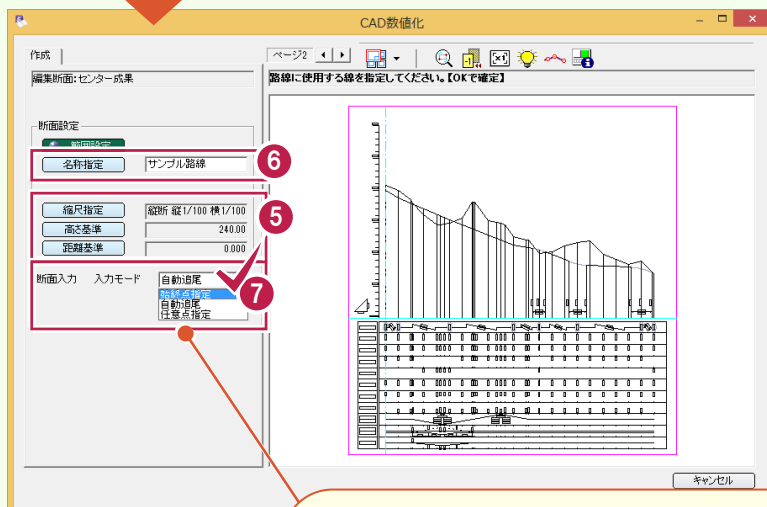 CAD数値化
作成
ページ2
編集断面:センター成果
路線に使用する線を指定してください。【OKで確定】
断面設定
範囲設定
名称指定 サンプル路線 6
縮尺指定 縦断 縦1/100 横1/100
高さ基準 240.00 5
距離基準 0.000
断面入力 入力モード 自動追尾
始終点指定 7
自動追尾
任意点指定
キャンセル